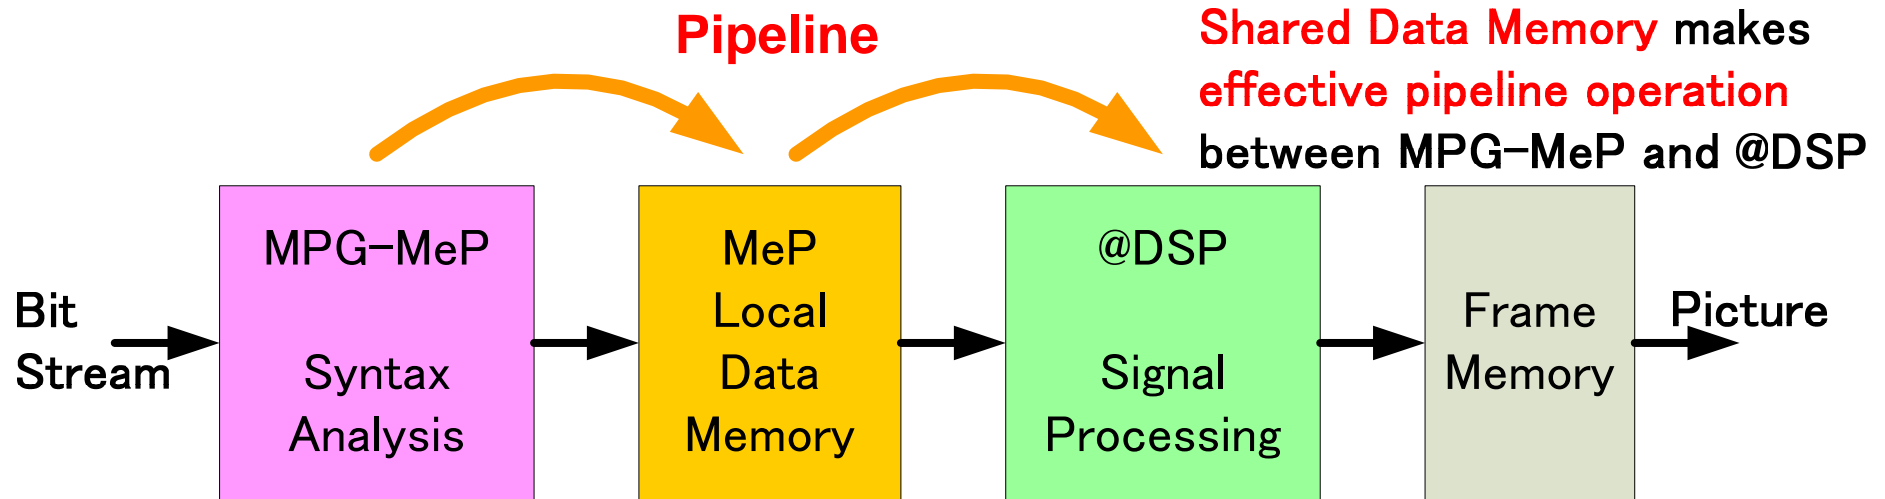 Pipeline
Shared Data Memory makes
effective pipeline operation
between MPG-MeP and @DSP
Bit
Stream
MPG-MeP
Syntax
Analysis
MeP
Local
Data
Memory
@DSP
Signal
Processing
Frame
Memory
Picture